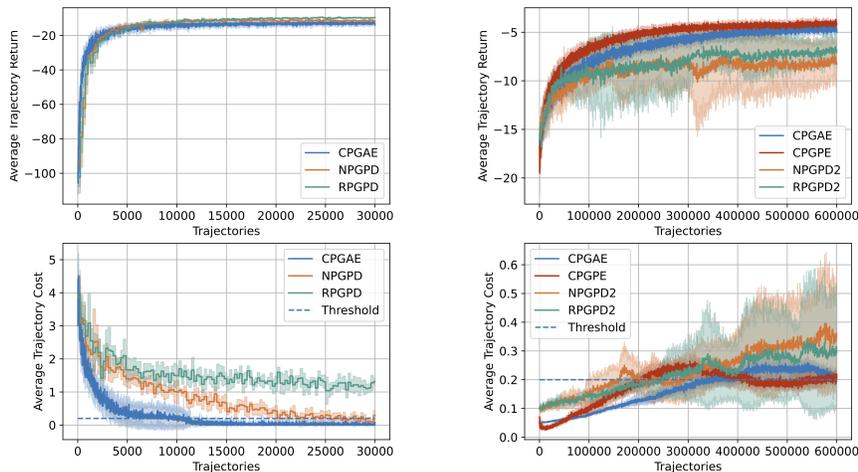 Average Trajectory Return
−20
−40
−60
−80
−100
CPGAE
NPGPD
RPGPD
0 5000 10000 15000 20000 25000 30000
Trajectories
Average Trajectory Return
−5
−10
−15
−20
CPGAE
CPGPE
NPGPD2
RPGPD2
0 100000 200000 300000 400000 500000 600000
Trajectories
Average Trajectory Cost
5
4
3
2
1
0
CPGAE
NPGPD
RPGPD
Threshold
0 5000 10000 15000 20000 25000 30000
Trajectories
Average Trajectory Cost
0.6
0.5
0.4
0.3
0.2
0.1
0.0
CPGAE
CPGPE
NPGPD2
RPGPD2
Threshold
0 100000 200000 300000 400000 500000 600000
Trajectories